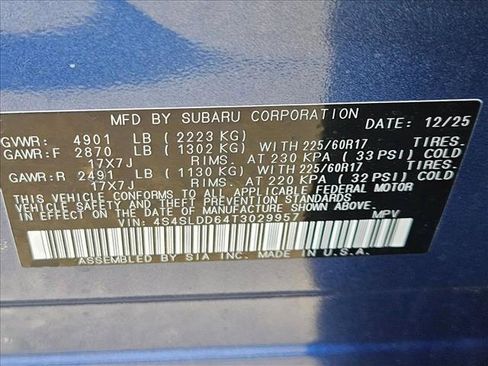 MFD BY SUBARU CORPORATION DATE: 12/25
GVWR: 4901 LB (2223 KG)
GAWR:F 2870 LB (1302 KG) WITH 225/60R17 TIRES.
17X7J RIMS. AT 230 KPA (33 PSI) COLD
GAWR:R 2491 LB (1130 KG) WITH 225/60R17 TIRES.
17X7J RIMS. AT 220 KPA (32 PSI) COLD
THIS VEHICLE CONFORMS TO ALL APPLICABLE FEDERAL MOTOR
VEHICLE SAFETY AND THEFT PREVENTION STANDARDS
IN EFFECT ON THE DATE OF MANUFACTURE SHOWN ABOVE.
VIN: 4S4SLDD64T3029957 MPV
ASSEMBLED BY SIA INC. MADE IN U.S.A.